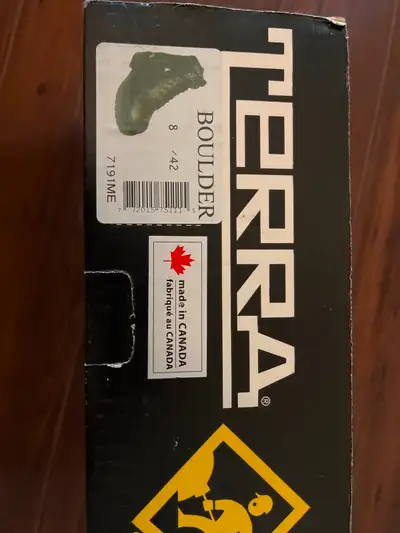 TERRA®
BOULDER
8 / 42
7191ME
made in CANADA
fabriqué au CANADA